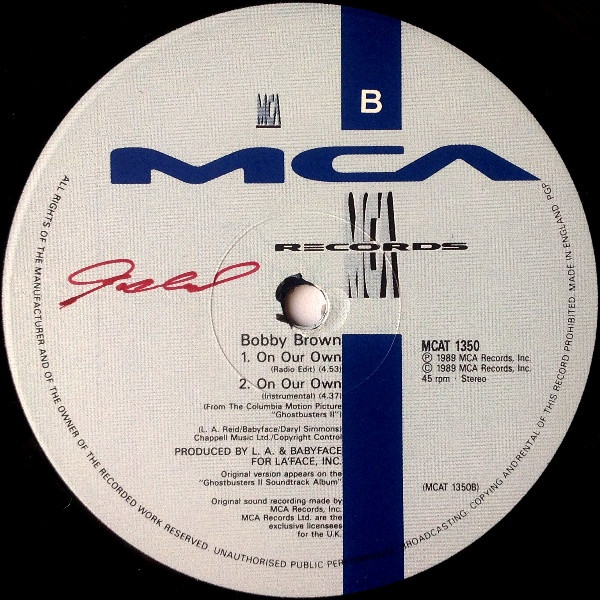 MCA
B
MCA
MCA
RECORDS
Bobby Brown
1. On Our Own
(Radio Edit) (4.53)
2. On Our Own
(Instrumental) (4.37)
(From The Columbia Motion Picture
"Ghostbusters II")
(L. A. Reid/Babyface/Daryl Simmons)
Chappell Music Ltd./Copyright Control
PRODUCED BY L. A. & BABYFACE
FOR LA'FACE, INC.
Original version appears on the
"Ghostbusters II Soundtrack Album"
Original sound recording made by
MCA Records, Inc.
MCA Records Ltd. are the
exclusive licensees
for the U.K.
MCAT 1350
Ⓟ 1989 MCA Records, Inc.
© 1989 MCA Records, Inc.
45 rpm · Stereo
(MCAT 1350B)
ALL RIGHTS OF THE MANUFACTURER AND OF THE OWNER OF THE RECORDED WORK RESERVED. UNAUTHORISED PUBLIC BROADCASTING, COPYING AND RENTAL OF THIS RECORD PROHIBITED. MADE IN ENGLAND PGP